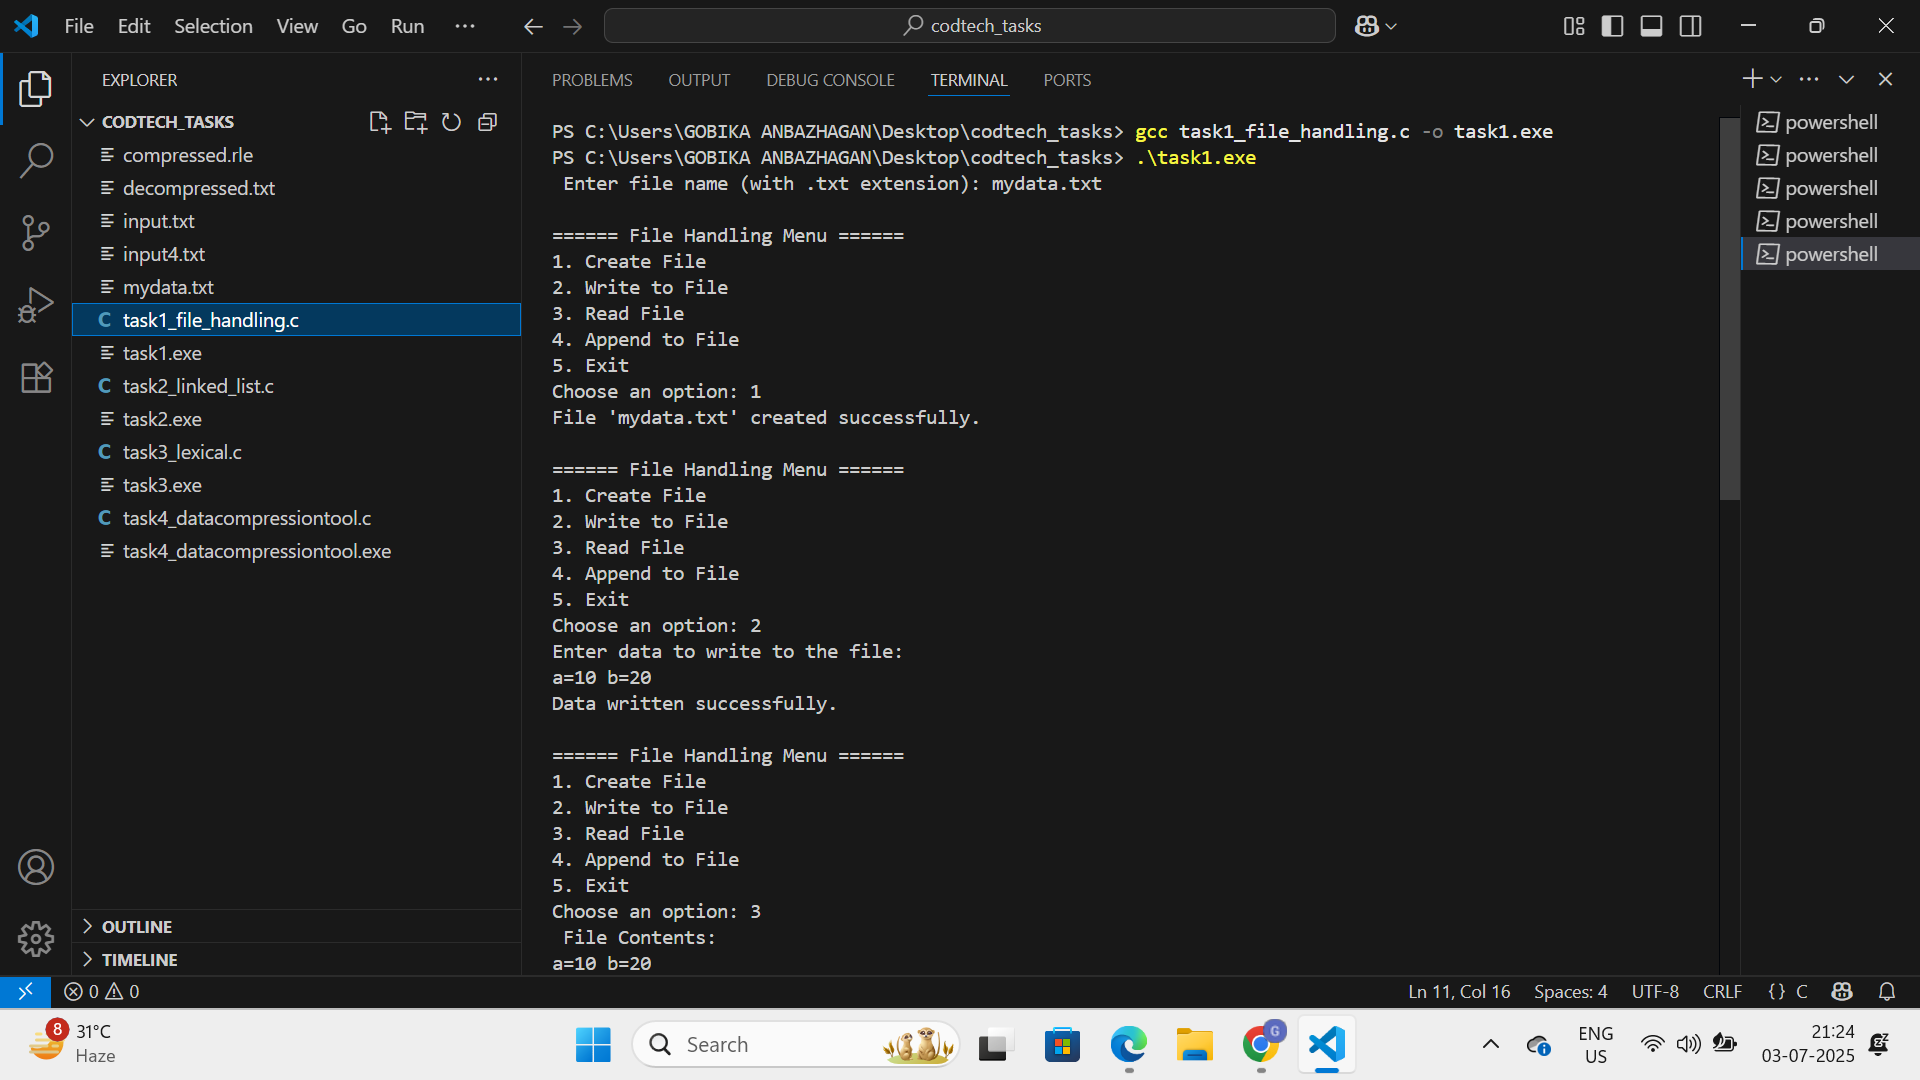 File Edit Selection View Go Run ··· codtech_tasks
EXPLORER ···
CODTECH_TASKS
compressed.rle
decompressed.txt
input.txt
input4.txt
mydata.txt
C task1_file_handling.c
task1.exe
C task2_linked_list.c
task2.exe
C task3_lexical.c
task3.exe
C task4_datacompressiontool.c
task4_datacompressiontool.exe
OUTLINE
TIMELINE
PROBLEMS OUTPUT DEBUG CONSOLE TERMINAL PORTS
PS C:\Users\GOBIKA ANBAZHAGAN\Desktop\codtech_tasks> gcc task1_file_handling.c -o task1.exe
PS C:\Users\GOBIKA ANBAZHAGAN\Desktop\codtech_tasks> .\task1.exe
Enter file name (with .txt extension): mydata.txt
====== File Handling Menu ======
1. Create File
2. Write to File
3. Read File
4. Append to File
5. Exit
Choose an option: 1
File 'mydata.txt' created successfully.
====== File Handling Menu ======
1. Create File
2. Write to File
3. Read File
4. Append to File
5. Exit
Choose an option: 2
Enter data to write to the file:
a=10 b=20
Data written successfully.
====== File Handling Menu ======
1. Create File
2. Write to File
3. Read File
4. Append to File
5. Exit
Choose an option: 3
File Contents:
a=10 b=20
powershell
powershell
powershell
powershell
powershell
0 0 Ln 11, Col 16 Spaces: 4 UTF-8 CRLF {} C
8
31°C
Haze
Search
G
ENG
US
21:24
03-07-2025